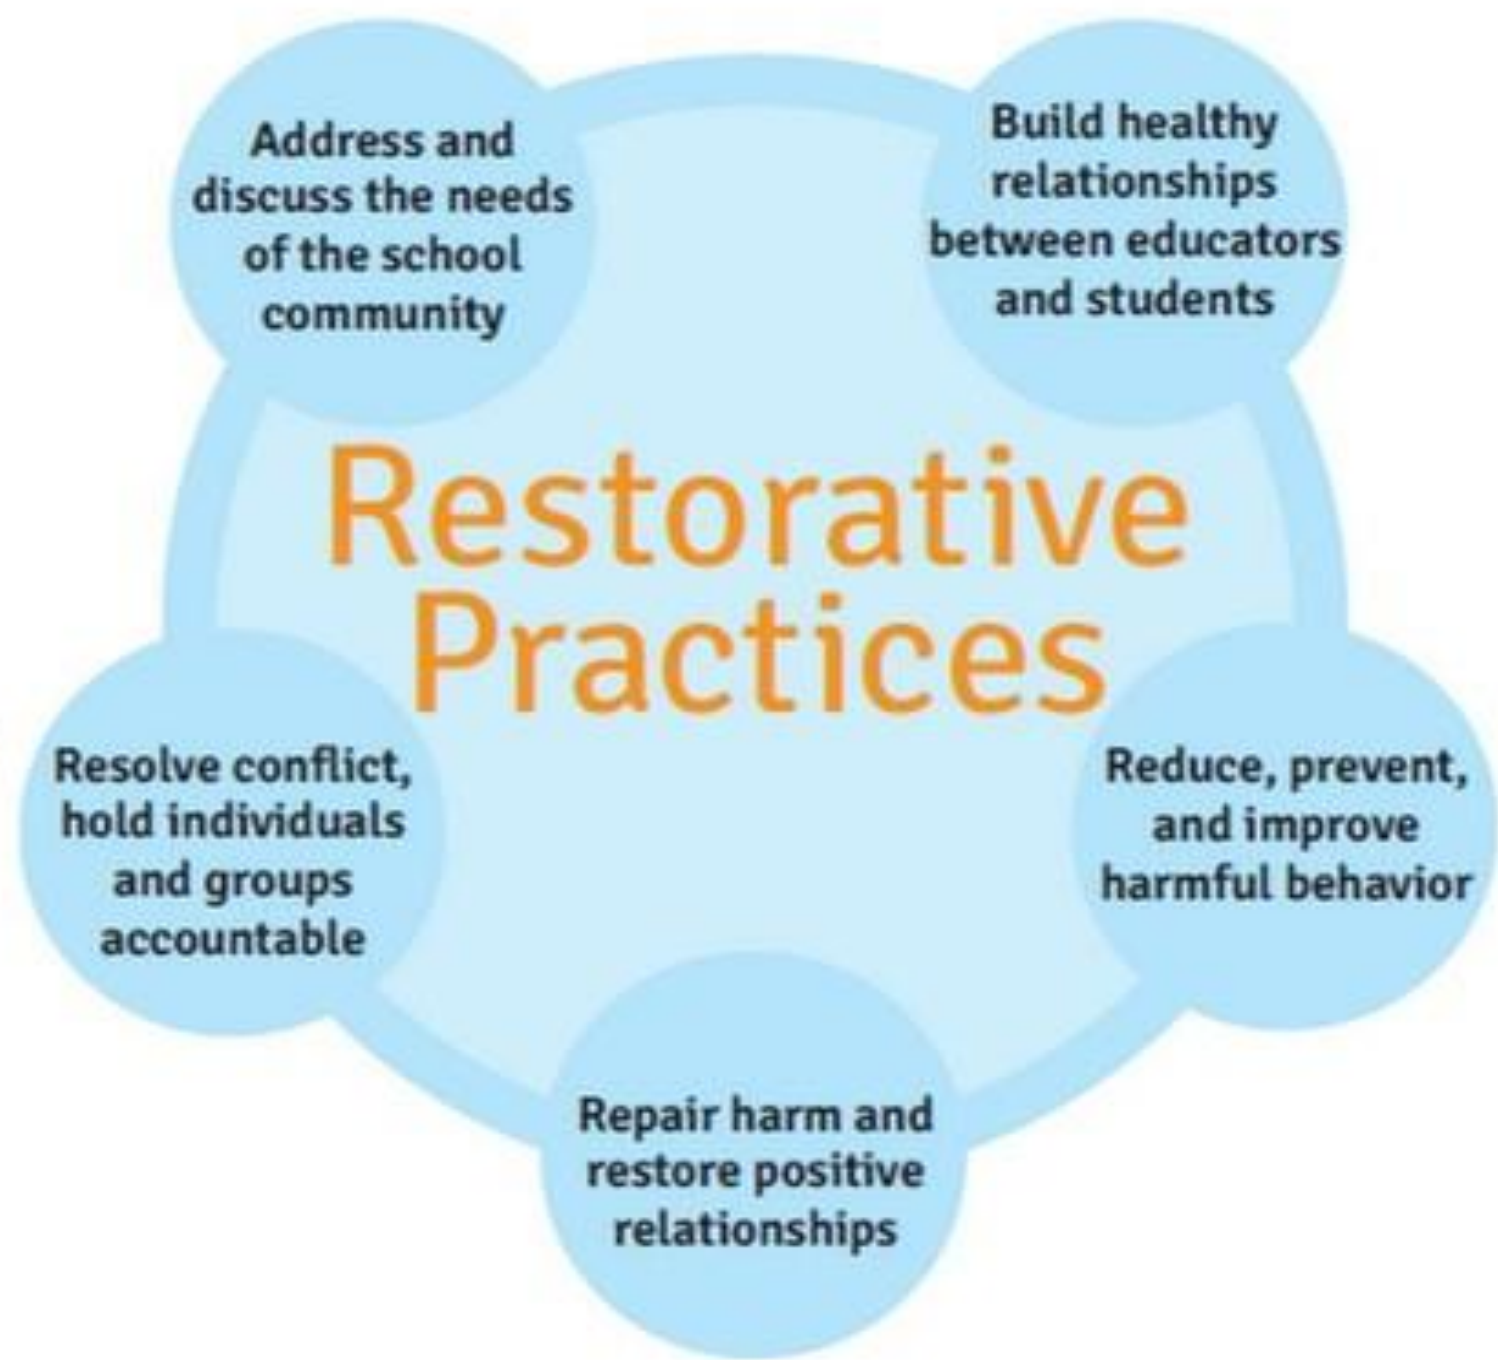 Address and
discuss the needs
of the school
community
Build healthy
relationships
between educators
and students
Restorative
Practices
Resolve conflict,
hold individuals
and groups
accountable
Reduce, prevent,
and improve
harmful behavior
Repair harm and
restore positive
relationships